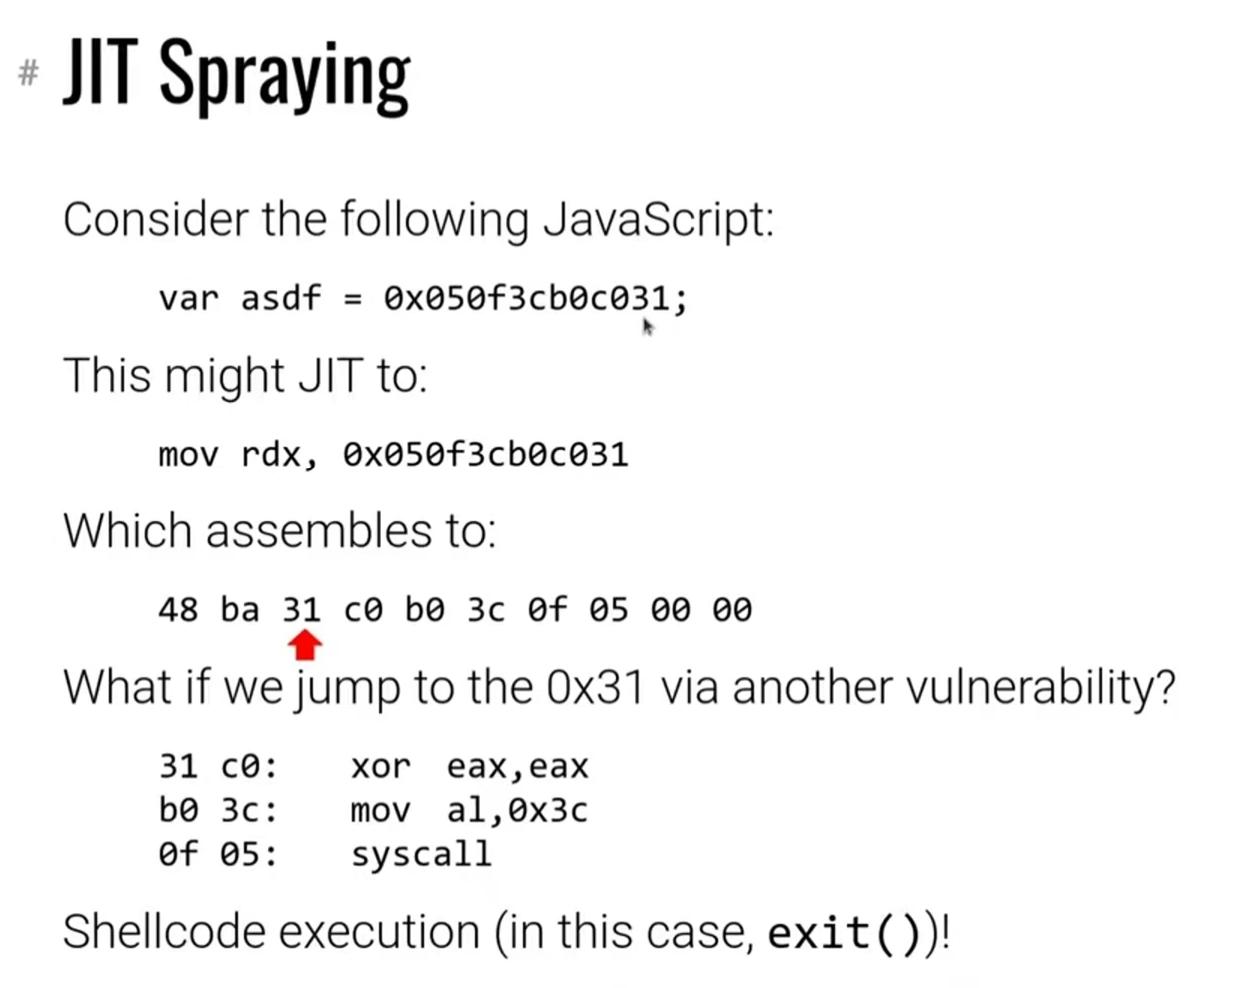 # JIT Spraying
Consider the following JavaScript:
var asdf = 0x050f3cb0c031;
This might JIT to:
mov rdx, 0x050f3cb0c031
Which assembles to:
48 ba 31 c0 b0 3c 0f 05 00 00
What if we jump to the 0x31 via another vulnerability?
31 c0: xor eax,eax
b0 3c: mov al,0x3c
0f 05: syscall
Shellcode execution (in this case, exit())!